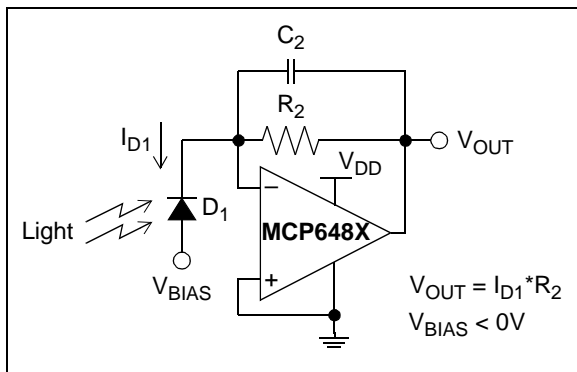 C2
R2
ID1
VOUT
VDD
−
D1
MCP648X
Light
+
VBIAS
VOUT = ID1*R2
VBIAS < 0V